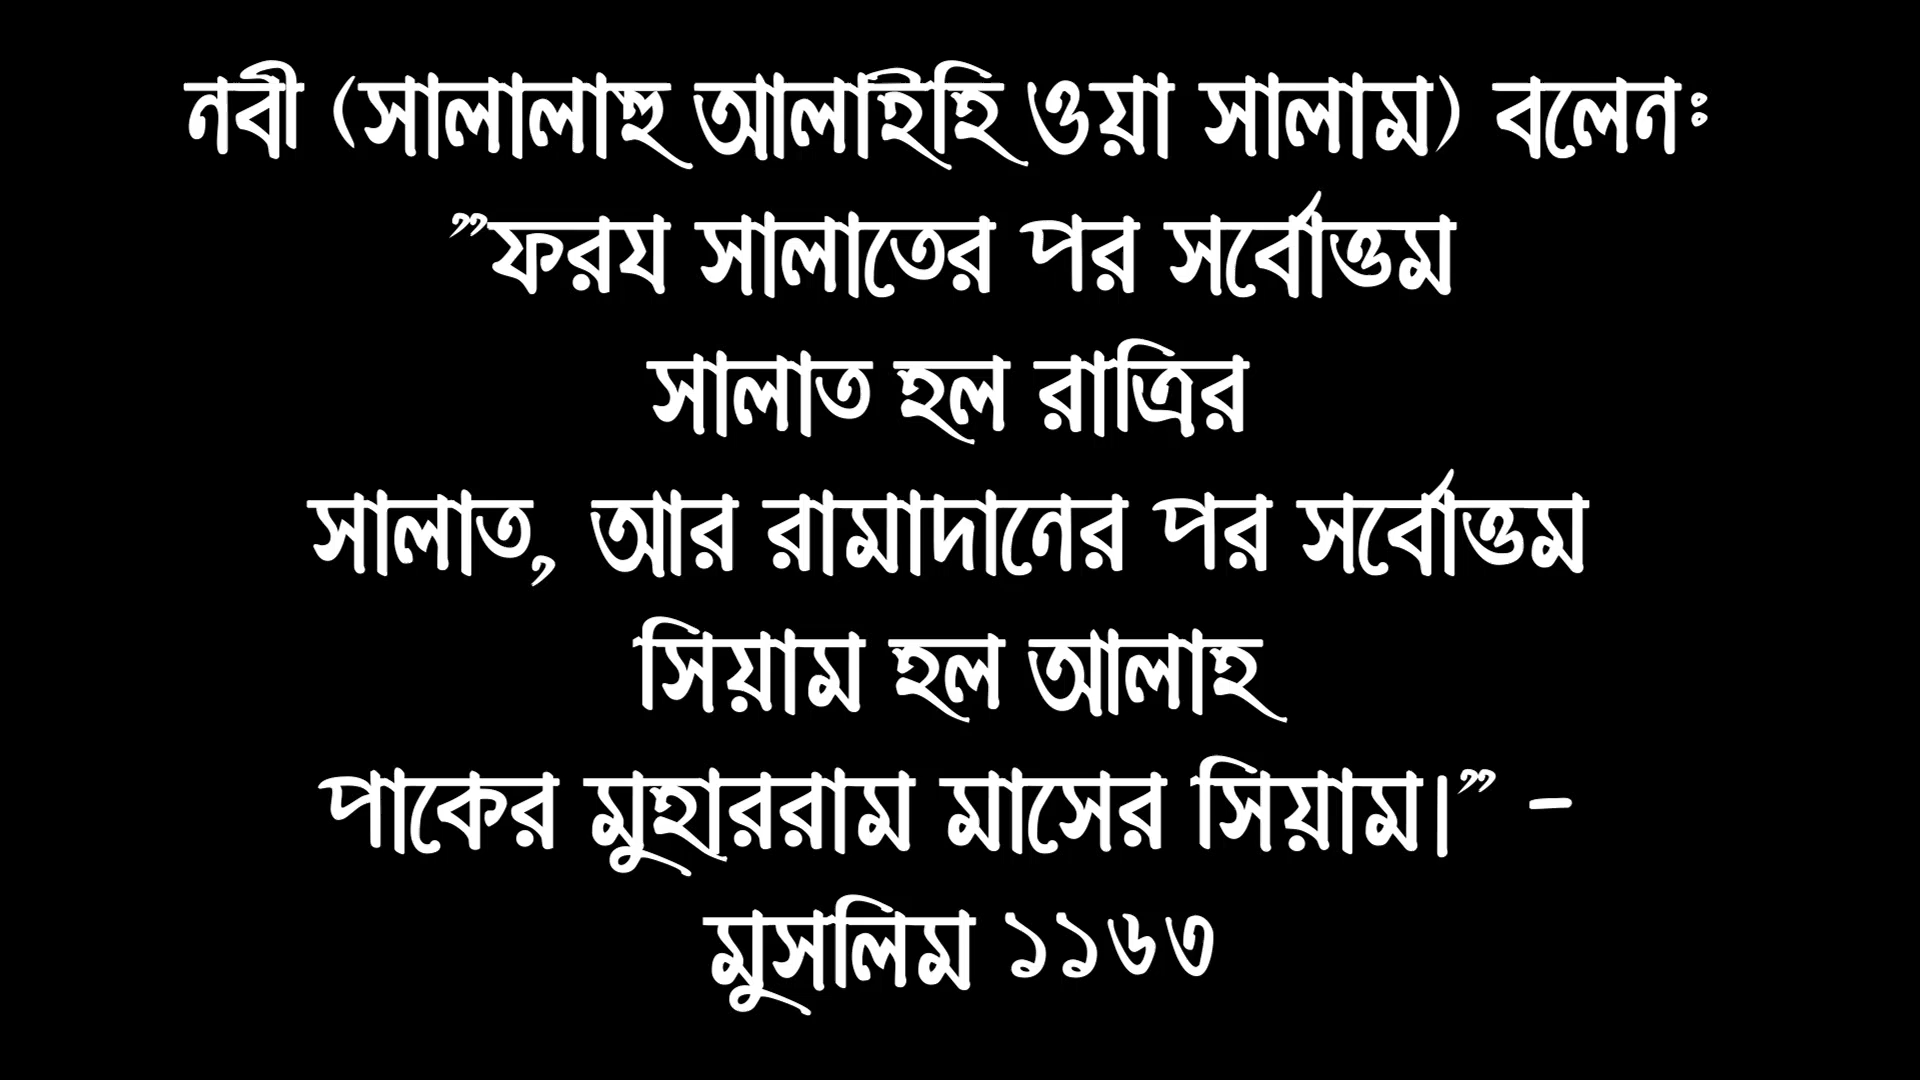 নবী (সালালাহু আলাইহি ওয়া সালাম) বলেনঃ
”ফরয সালাতের পর সর্বোত্তম
সালাত হল রাত্রির
সালাত, আর রামাদানের পর সর্বোত্তম
সিয়াম হল আলাহ
পাকের মুহাররাম মাসের সিয়াম।” –
মুসলিম ১১৬৩